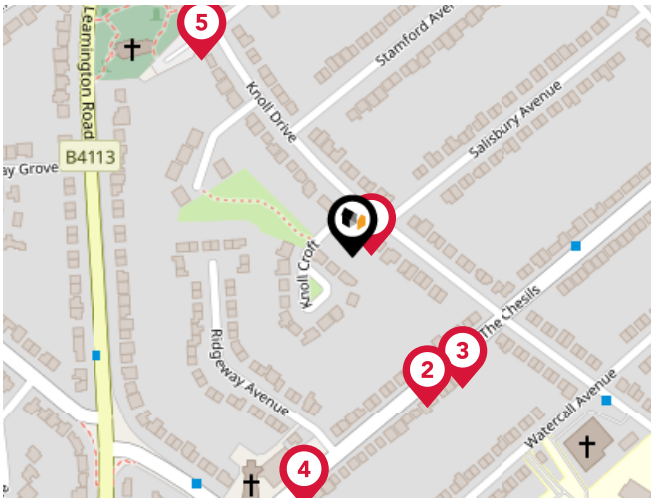 5
Leamington Road
Stamford Aven
Knoll Drive
Salisbury Avenue
B4113
ay Grove
Knoll Croft
The Chesils
Ridgeway Avenue
3
2
Watercall Avenue
4